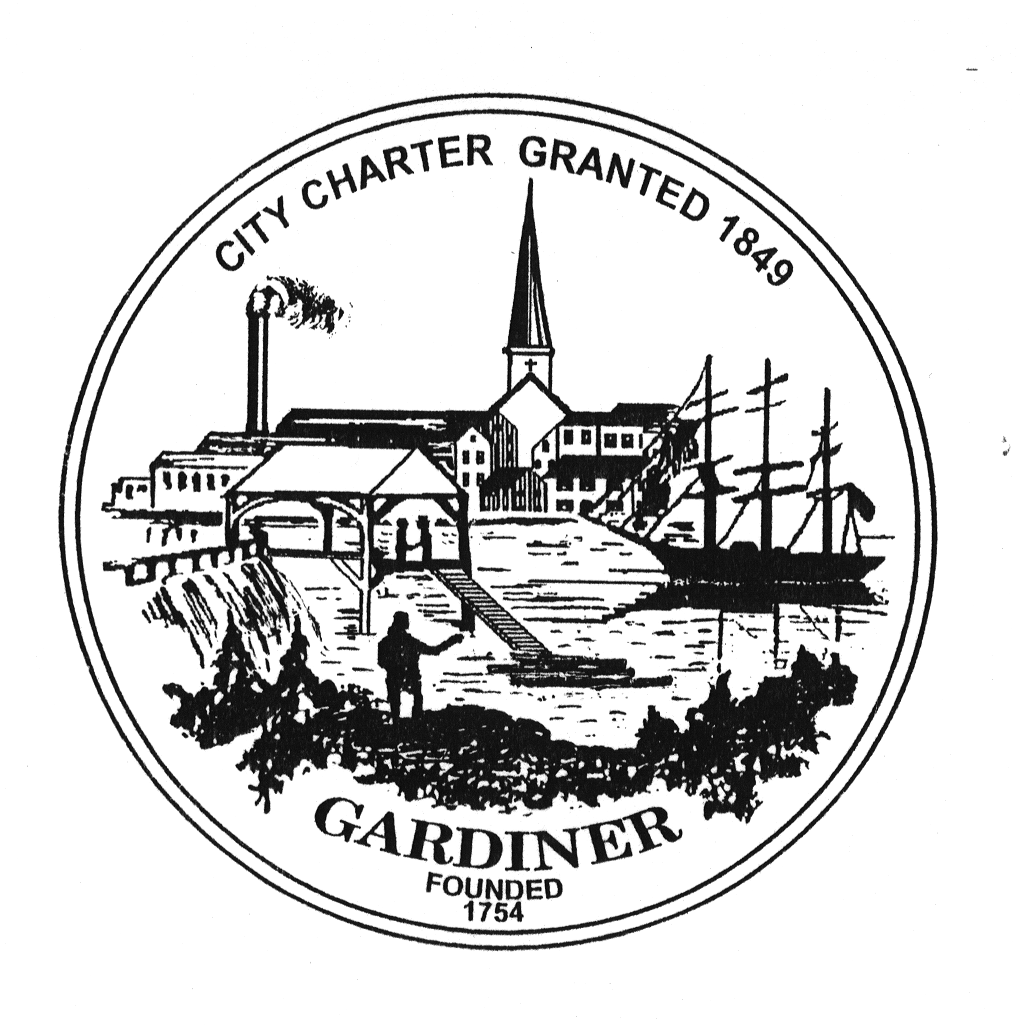 CITY CHARTER GRANTED 1849
GARDINER
FOUNDED
1754